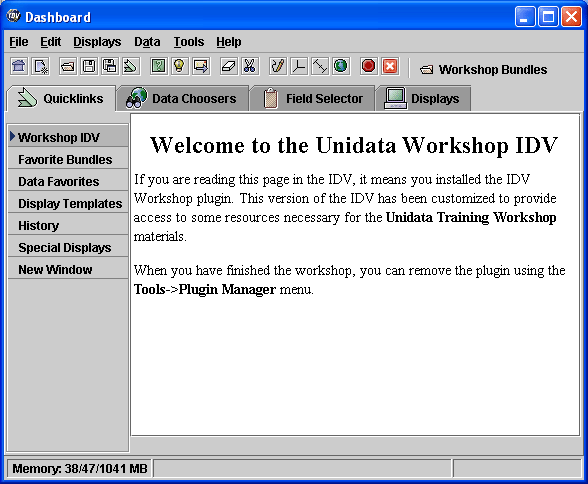 IDV Dashboard
File Edit Displays Data Tools Help
Workshop Bundles
Quicklinks Data Choosers Field Selector Displays
Workshop IDV
Favorite Bundles
Data Favorites
Display Templates
History
Special Displays
New Window
Welcome to the Unidata Workshop IDV
If you are reading this page in the IDV, it means you installed the IDV
Workshop plugin. This version of the IDV has been customized to provide
access to some resources necessary for the Unidata Training Workshop
materials.
When you have finished the workshop, you can remove the plugin using the
Tools->Plugin Manager menu.
Memory: 38/47/1041 MB